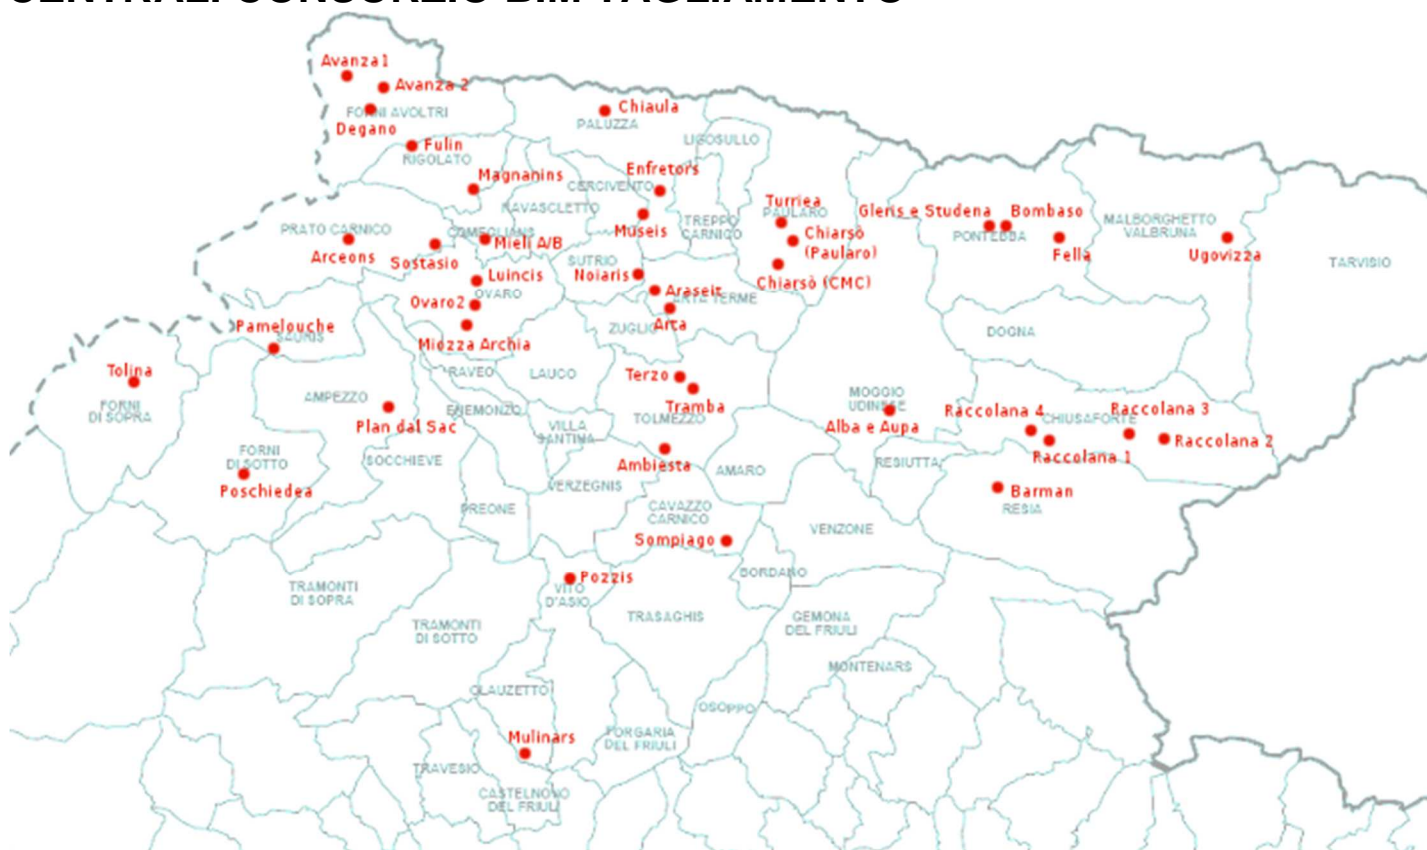 CENTRALI CONSORZIO BIM TAGLIAMENTO
Avanza1
Avanza 2
FORNI AVOLTRI
Degano
Chiaula
PALUZZA
LIGOSULLO
Fulin
RIGOLATO
Magnanins
Enfretors
CERCIVENTO
RAVASCLETTO
Turriea
PAULARO
Gleris e Studena
Bombaso
MALBORGHETTO
VALBRUNA
PRATO CARNICO
COMEGLIANS
Mieli A/B
Museis
TREPPO
CARNICO
Chiarsò
(Paularo)
PONTEBBA
Fella
Ugovizza
TARVISIO
Arceons
Sostasio
SUTRIO
Noiaris
Luincis
OVARO
Chiarsò (CMC)
Araseit
ARTA TERME
Ovaro2
Arta
ZUGLIO
DOGNA
Pamelouche
SAURIS
Miozza Archia
Tolina
RAVEO
LAUCO
Terzo
FORNI
DI SOPRA
AMPEZZO
Plan dal Sac
ENEMONZO
Tramba
TOLMEZZO
MOGGIO
UDINESE
Alba e Aupa
Raccolana 4
CHIUSAFORTE
Raccolana 3
Raccolana 2
Raccolana 1
VILLA
SANTINA
FORNI
DI SOTTO
SOCCHIEVE
Ambiesta
AMARO
RESIUTTA
Poschiedea
VERZEGNIS
Barman
RESIA
PREONE
CAVAZZO
CARNICO
VENZONE
Sompiago
BORDANO
Pozzis
VITO
D'ASIO
TRAMONTI
DI SOPRA
TRASAGHIS
GEMONA
DEL FRIULI
TRAMONTI
DI SOTTO
MONTENARS
CLAUZETTO
OSOPPO
Mulinars
FORGARIA
DEL FRIULI
TRAVESIO
CASTELNOVO
DEL FRIULI